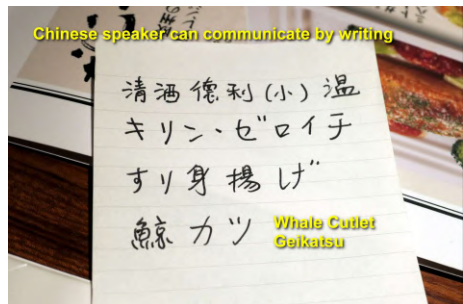 Chinese speaker can communicate by writing
清酒徳利(小)温
キリン・ゼロイチ
すり身揚げ
鯨カツ
Whale Cutlet
Geikatsu